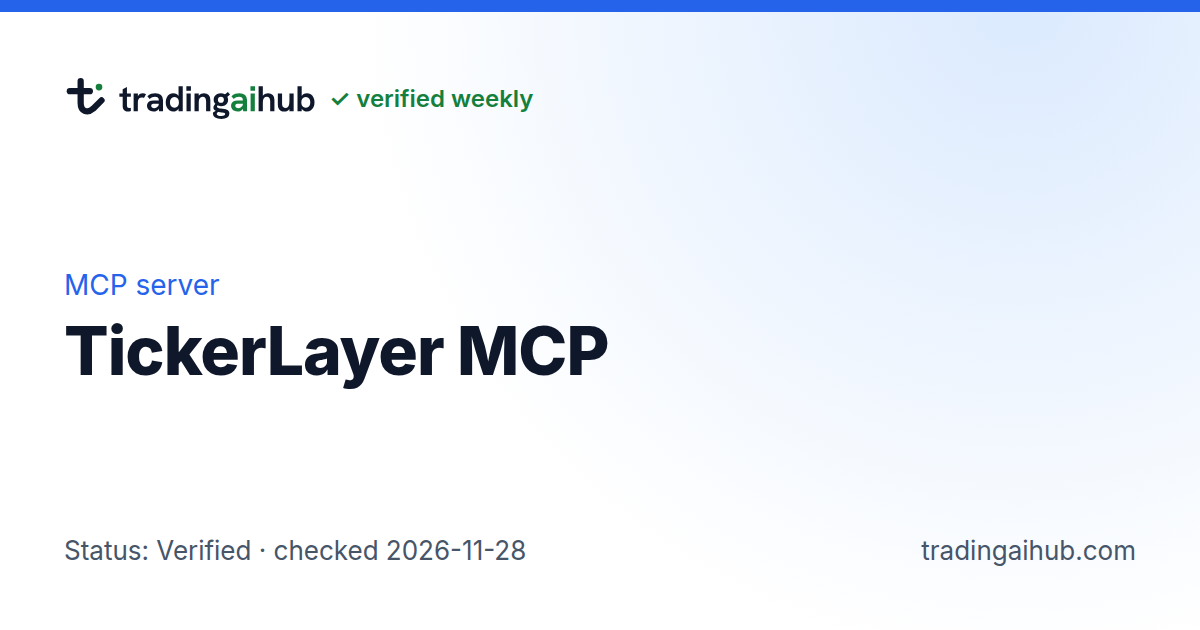 tradingaihub ✓ verified weekly
MCP server
TickerLayer MCP
Status: Verified · checked 2026-11-28
tradingaihub.com